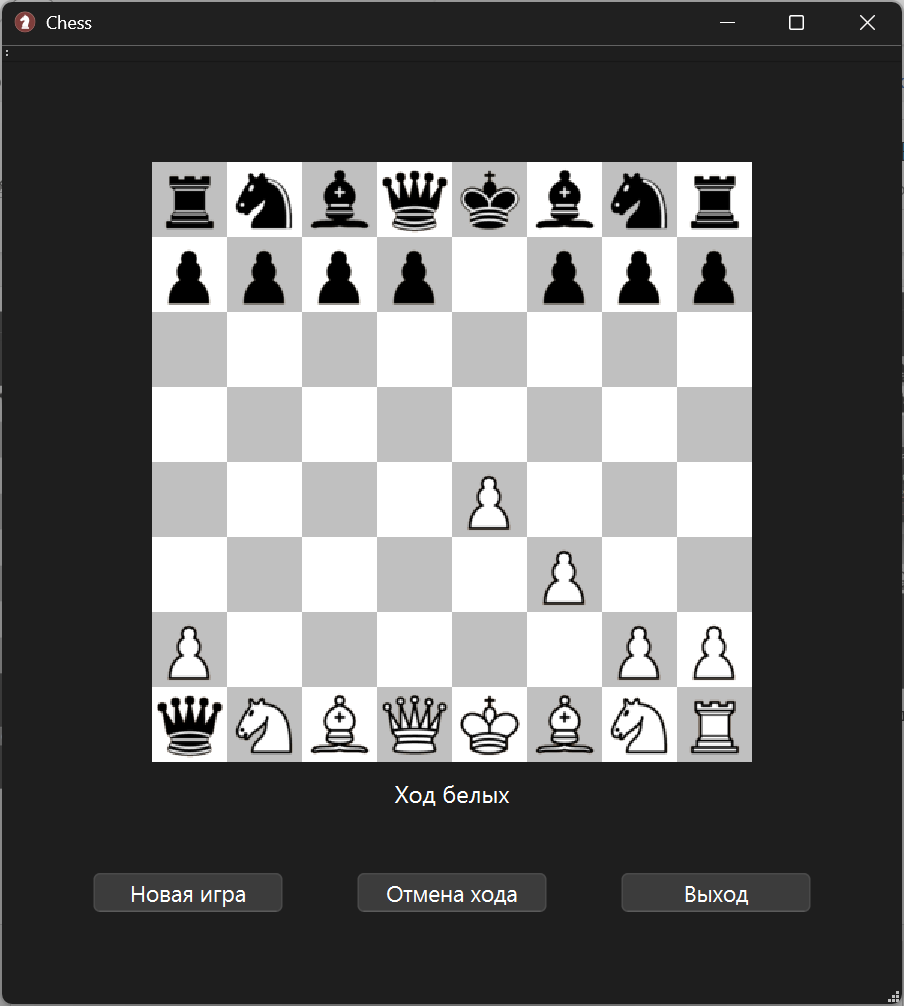 Chess
Ход белых
Новая игра
Отмена хода
Выход